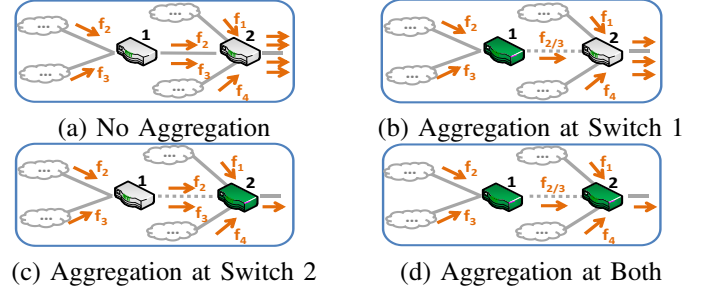 ... f₂ 1 f₂ f₁ 2
... f₃ f₃ ... f₄
(a) No Aggregation
... f₂ 1 f₂/₃ f₁ 2
... f₃ ... f₄
(b) Aggregation at Switch 1
... f₂ 1 f₂ f₁ 2
... f₃ f₃ ... f₄
(c) Aggregation at Switch 2
... f₂ 1 f₂/₃ f₁ 2
... f₃ ... f₄
(d) Aggregation at Both